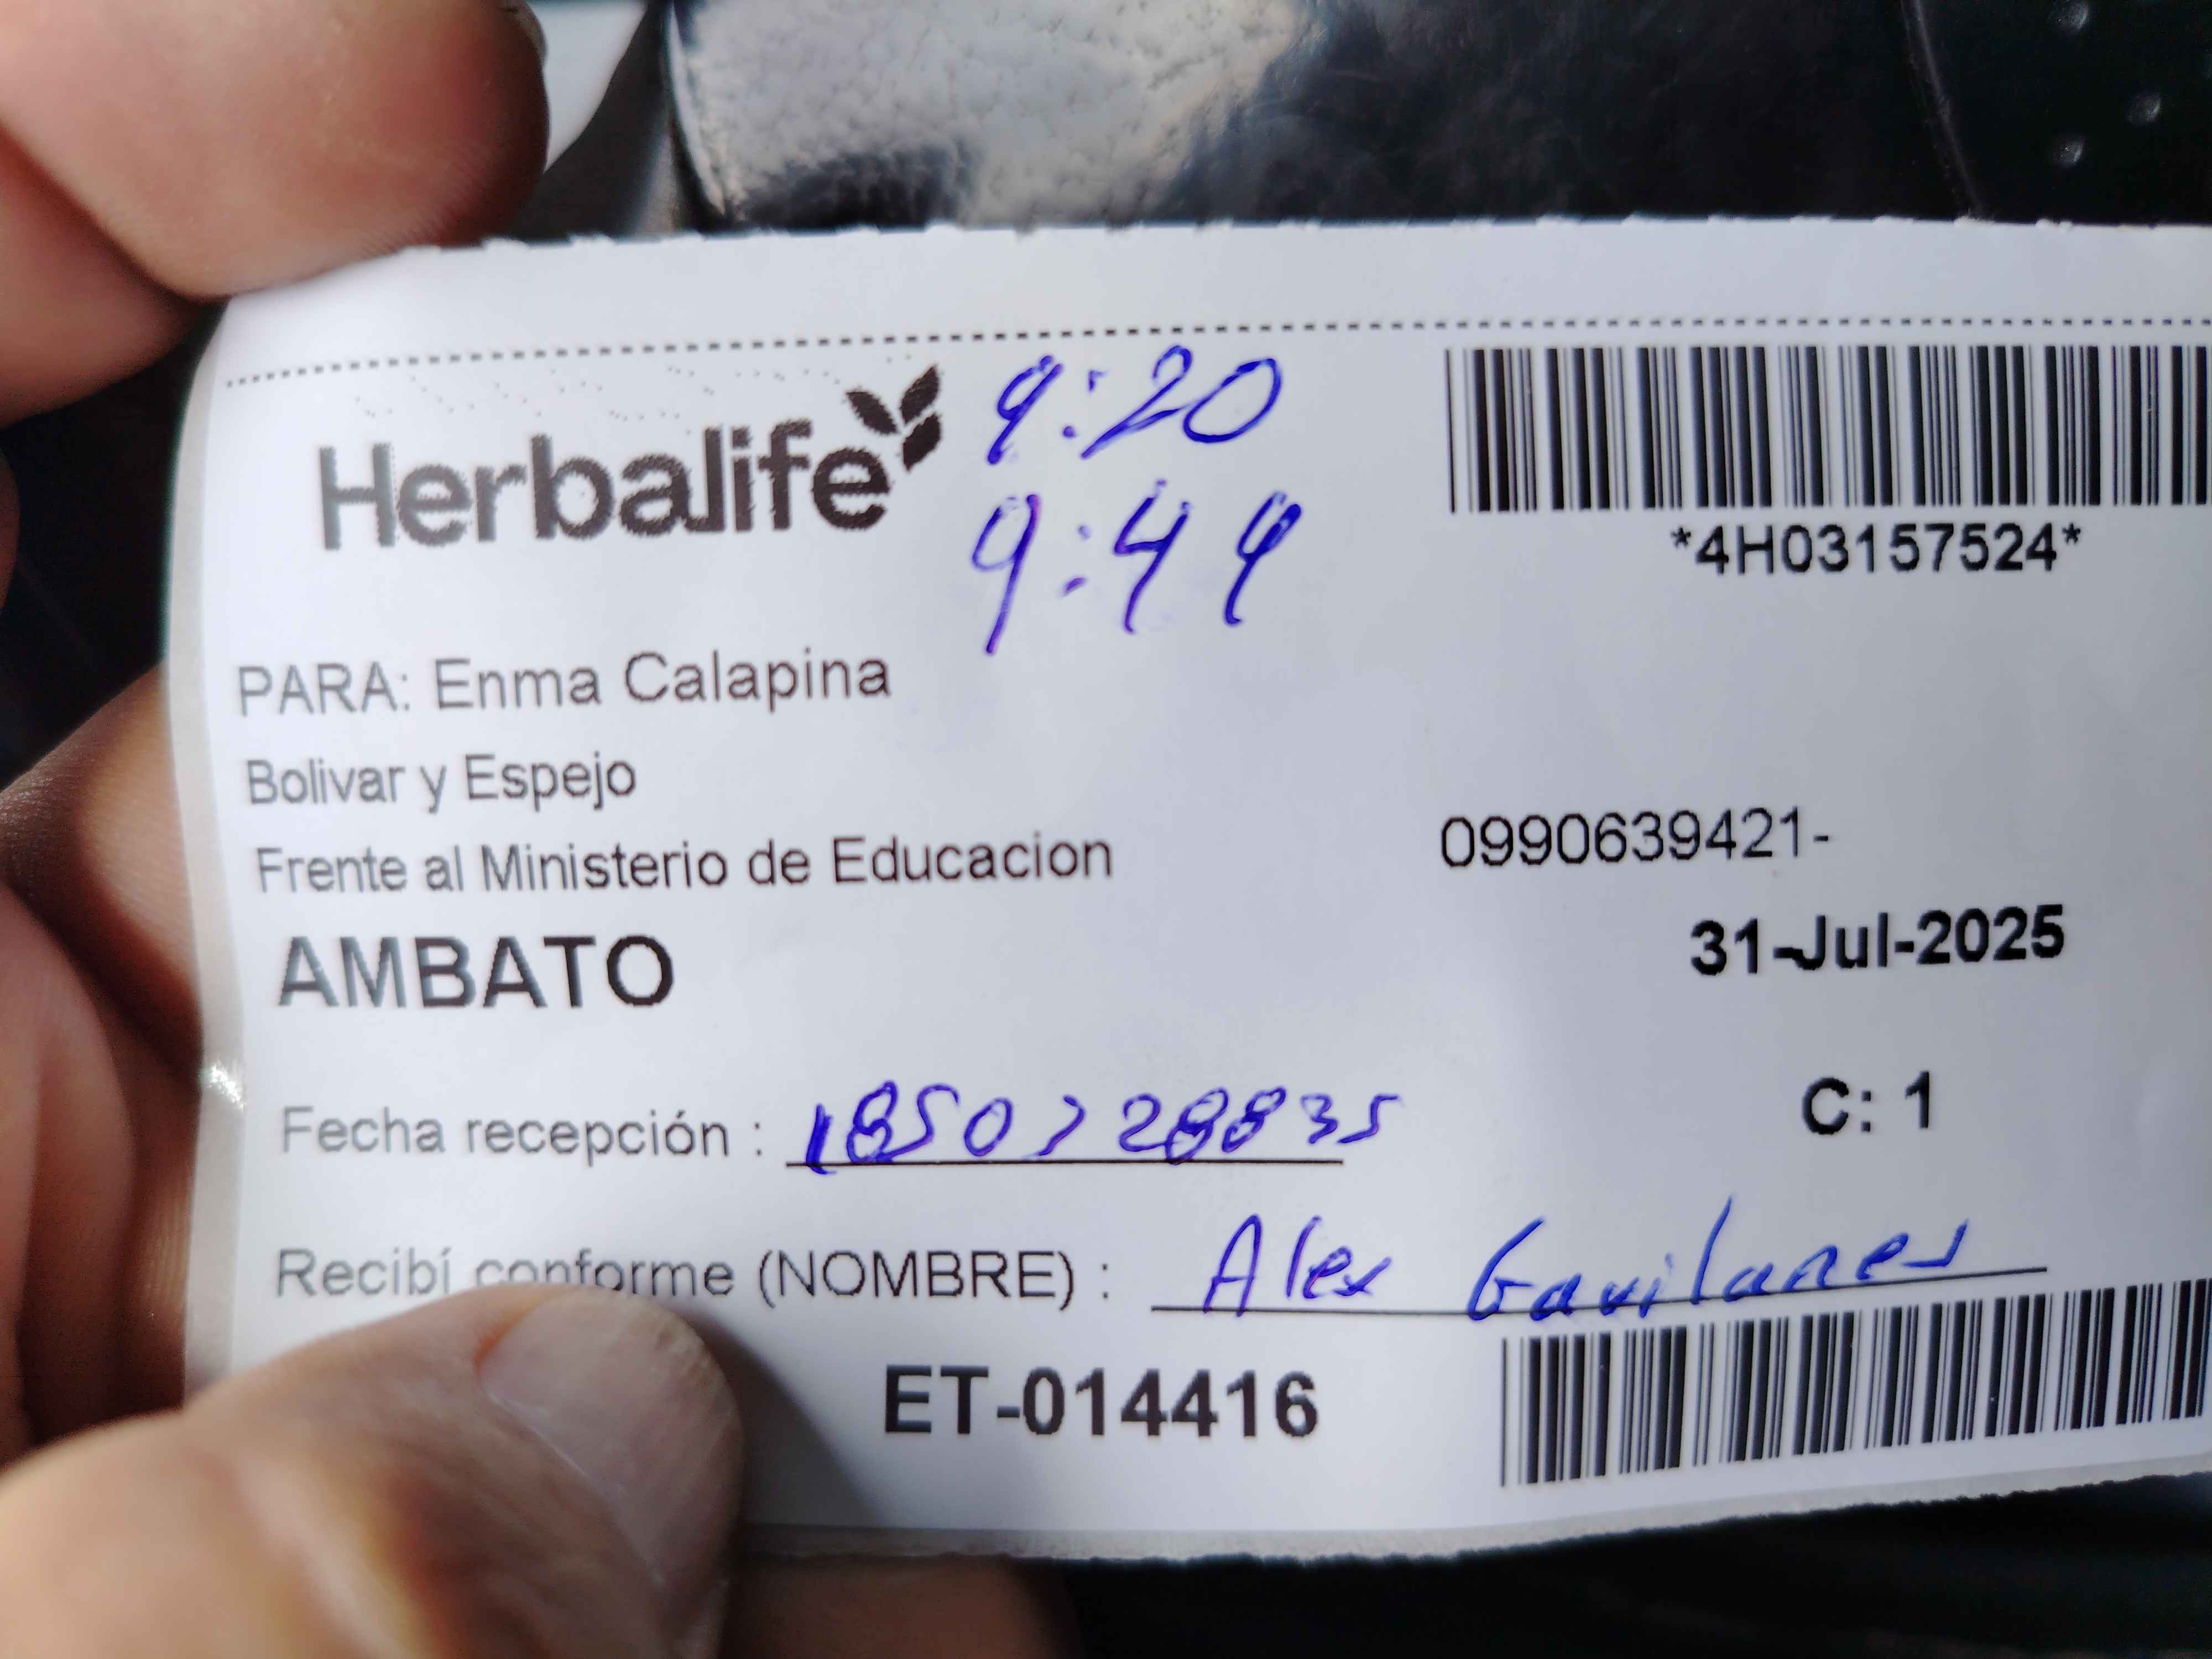 Herbalife
9:20
9:44
*4H03157524*
PARA: Enma Calapina
Bolivar y Espejo
Frente al Ministerio de Educacion
0990639421-
AMBATO
31-Jul-2025
Fecha recepción : 1850728835
C: 1
Recibí conforme (NOMBRE) : Alex Gavilanes
ET-014416